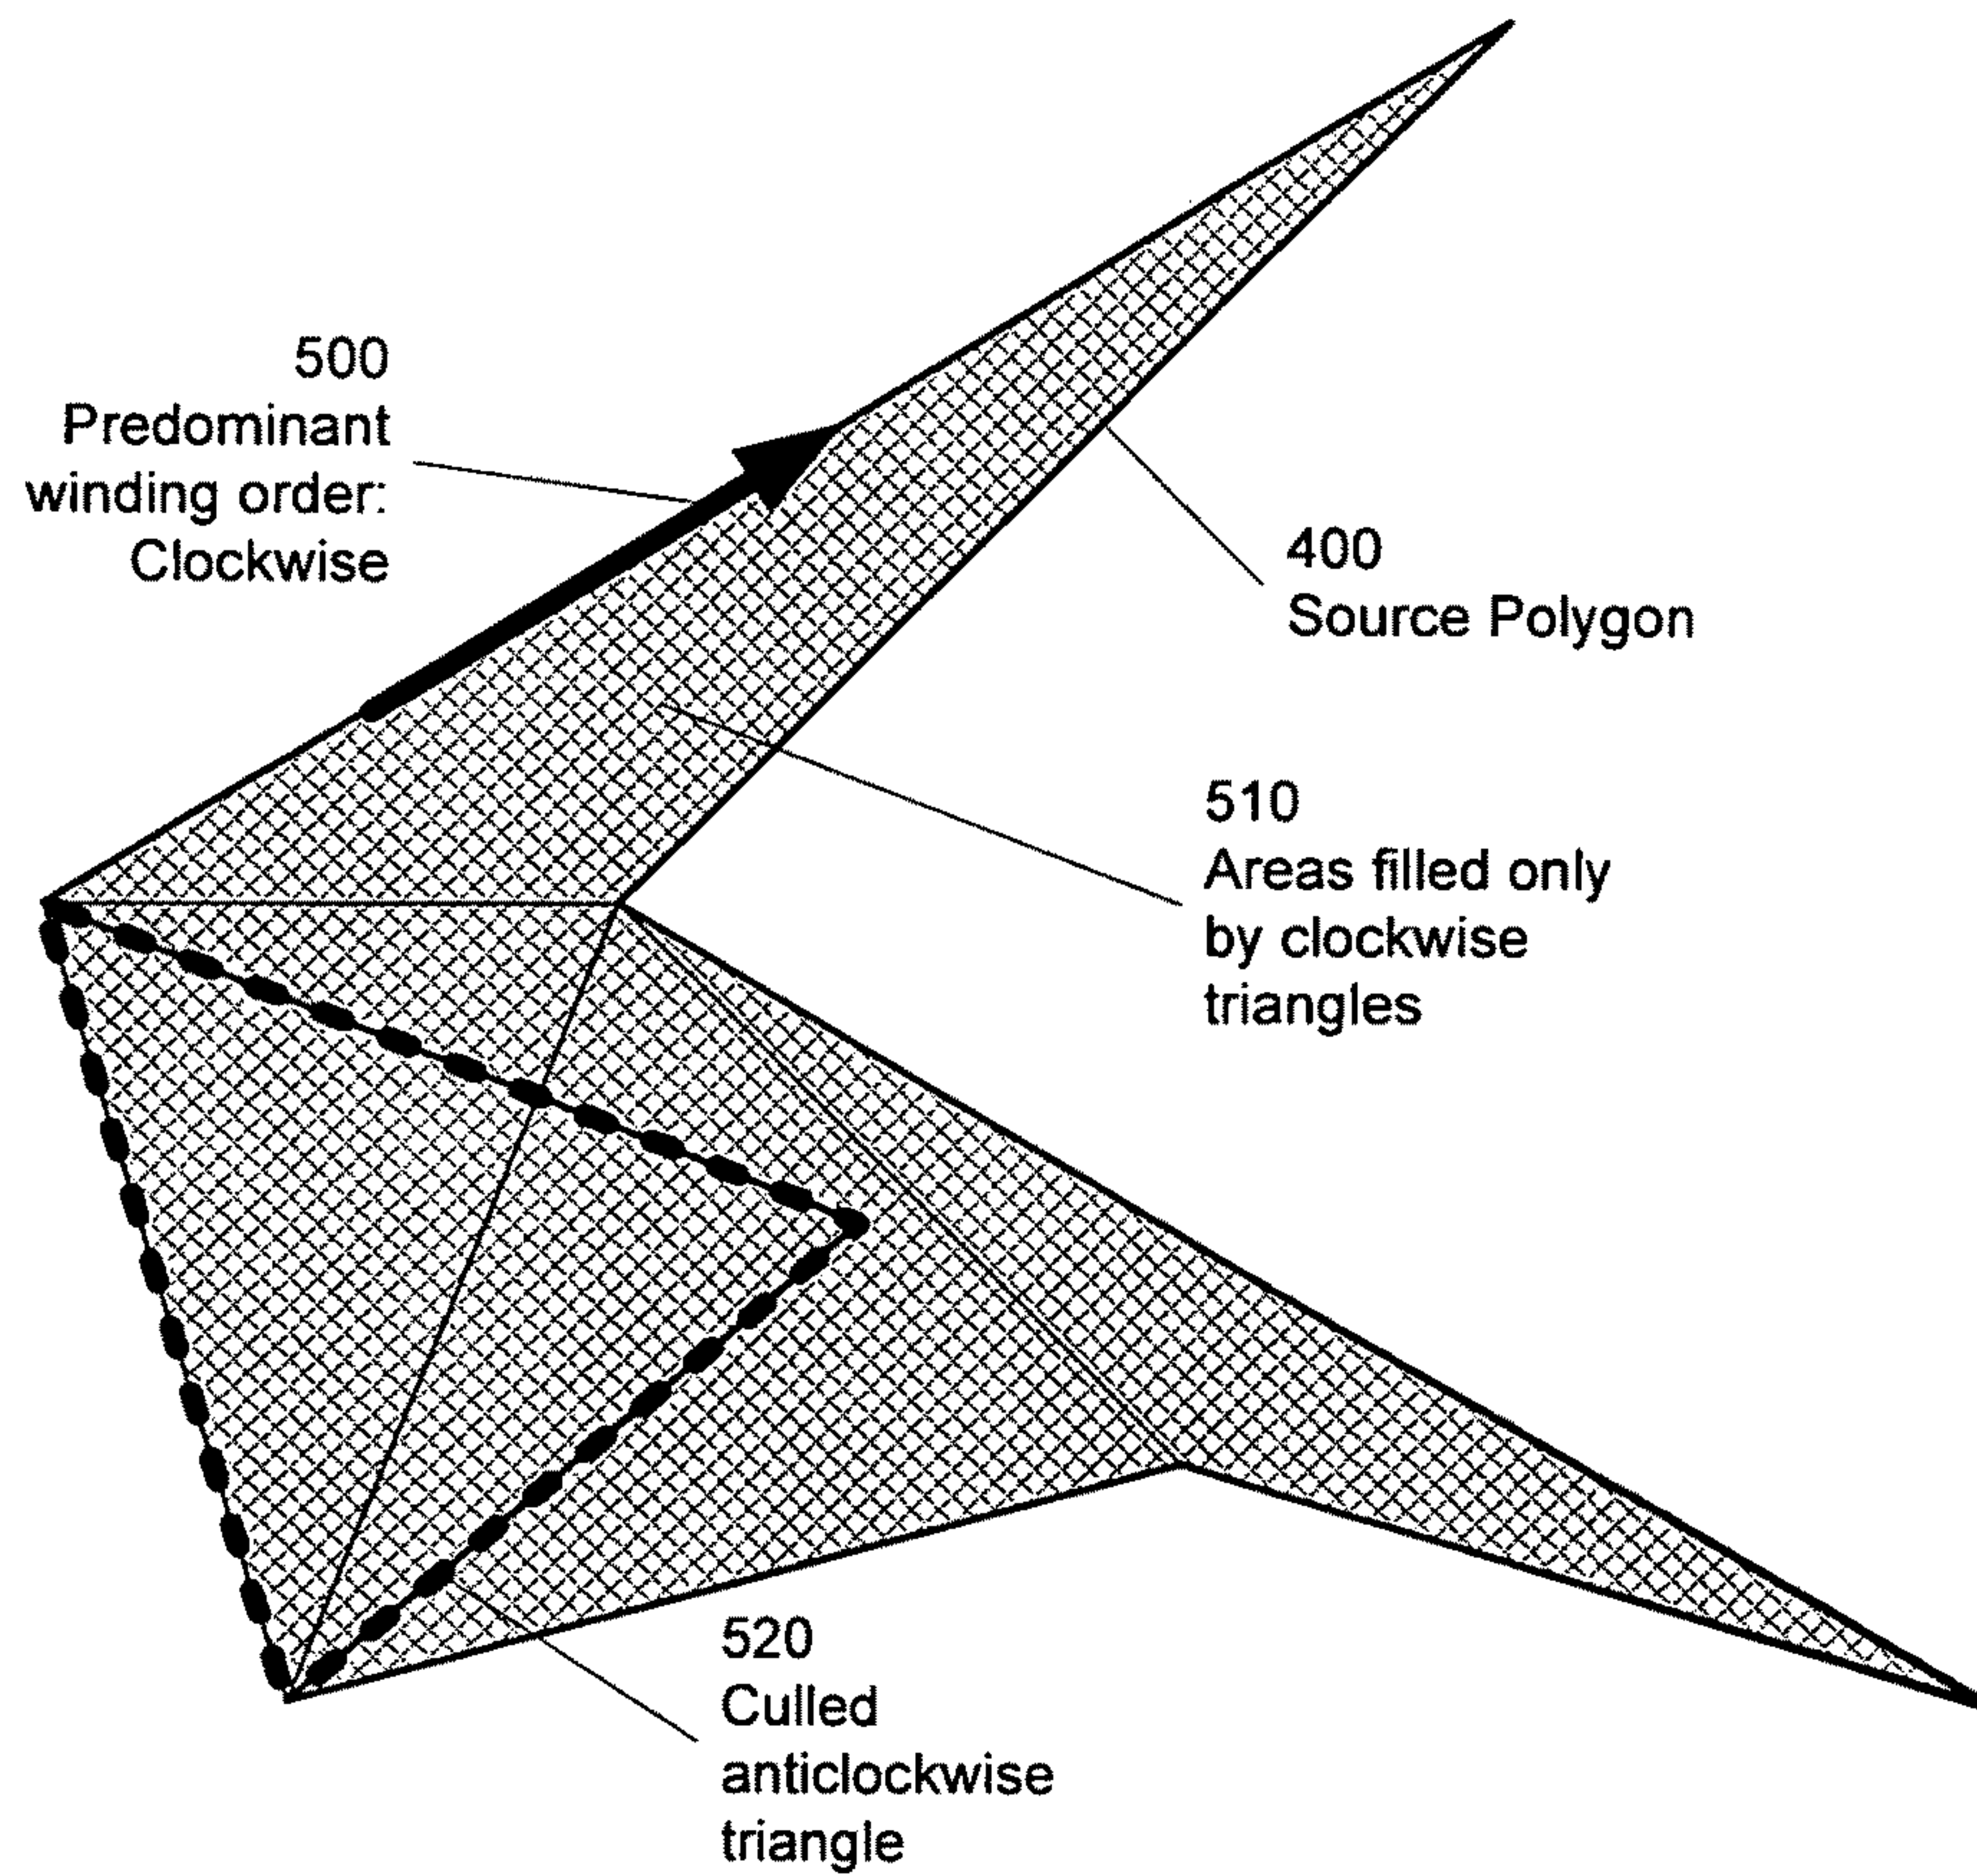 500
Predominant
winding order:
Clockwise
400
Source Polygon
510
Areas filled only
by clockwise
triangles
520
Culled
anticlockwise
triangle